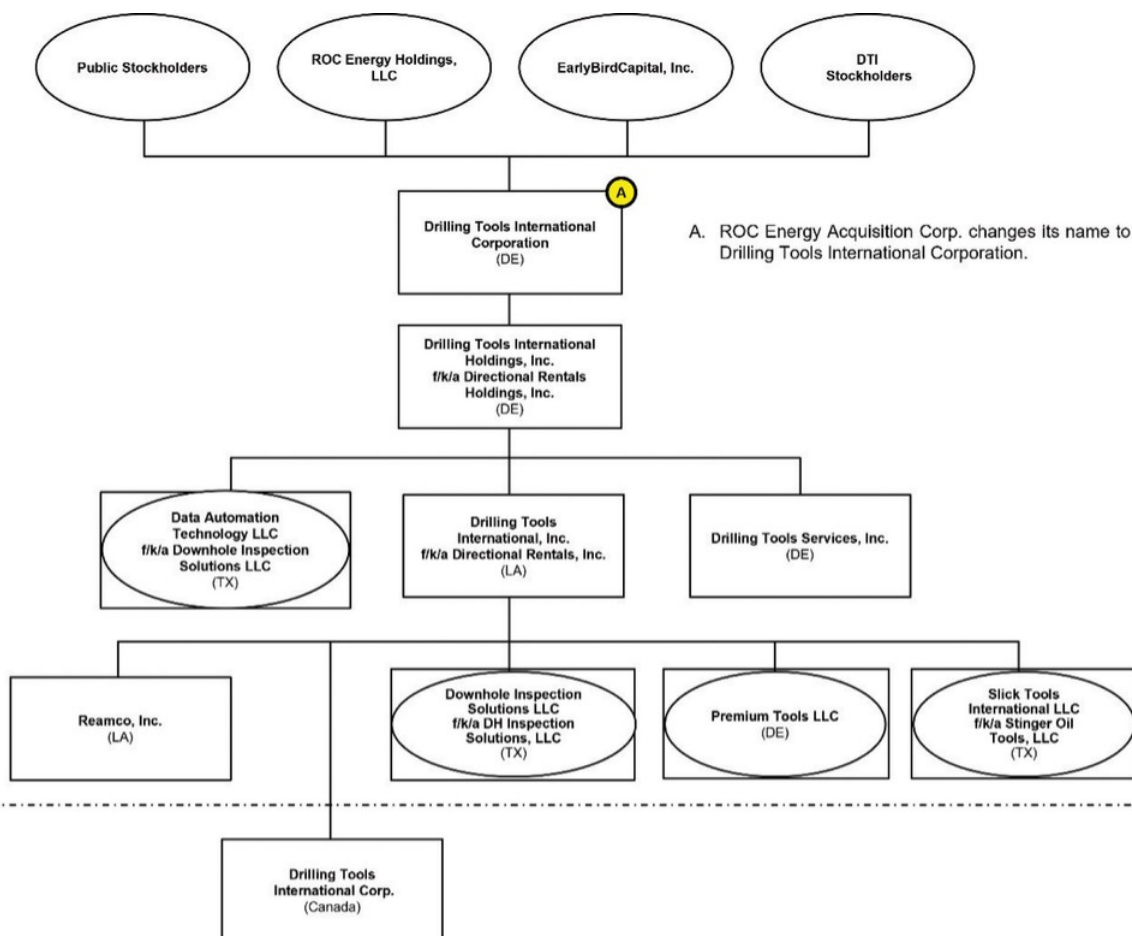 Public Stockholders
ROC Energy Holdings,
LLC
EarlyBirdCapital, Inc.
DTI
Stockholders
A
Drilling Tools International
Corporation
(DE)
A. ROC Energy Acquisition Corp. changes its name to
Drilling Tools International Corporation.
Drilling Tools International
Holdings, Inc.
f/k/a Directional Rentals
Holdings, Inc.
(DE)
Data Automation
Technology LLC
f/k/a Downhole Inspection
Solutions LLC
(TX)
Drilling Tools
International, Inc.
f/k/a Directional Rentals, Inc.
(LA)
Drilling Tools Services, Inc.
(DE)
Reamco, Inc.
(LA)
Downhole Inspection
Solutions LLC
f/k/a DH Inspection
Solutions, LLC
(TX)
Premium Tools LLC
(DE)
Slick Tools
International LLC
f/k/a Stinger Oil
Tools, LLC
(TX)
Drilling Tools
International Corp.
(Canada)